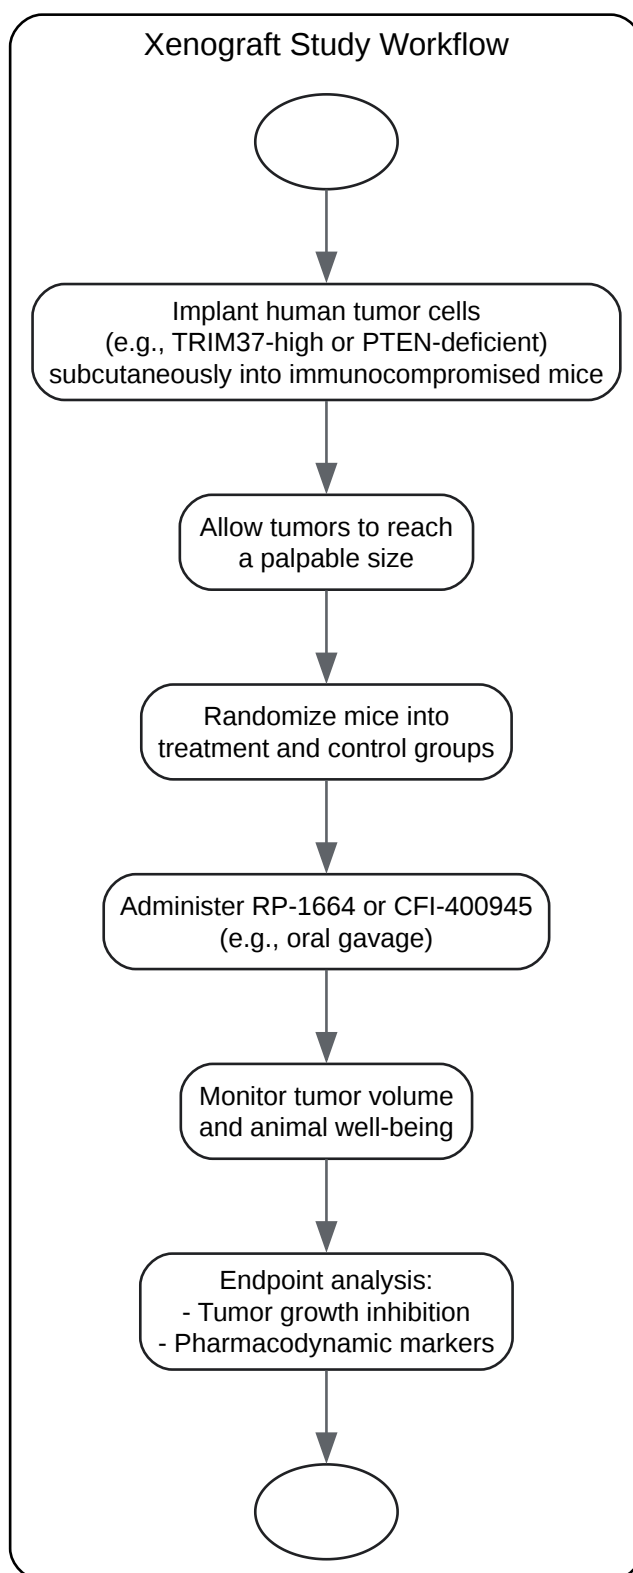 Xenograft Study Workflow
Implant human tumor cells
(e.g., TRIM37-high or PTEN-deficient)
subcutaneously into immunocompromised mice
Allow tumors to reach
a palpable size
Randomize mice into
treatment and control groups
Administer RP-1664 or CFI-400945
(e.g., oral gavage)
Monitor tumor volume
and animal well-being
Endpoint analysis:
- Tumor growth inhibition
- Pharmacodynamic markers